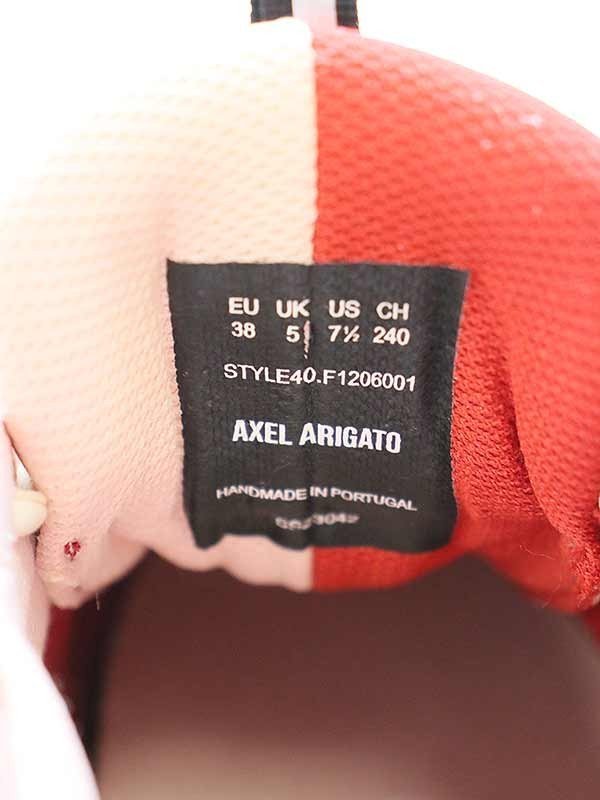 EU UK US CH
38 5 7½ 240
STYLE40.F1206001
AXEL ARIGATO
HANDMADE IN PORTUGAL